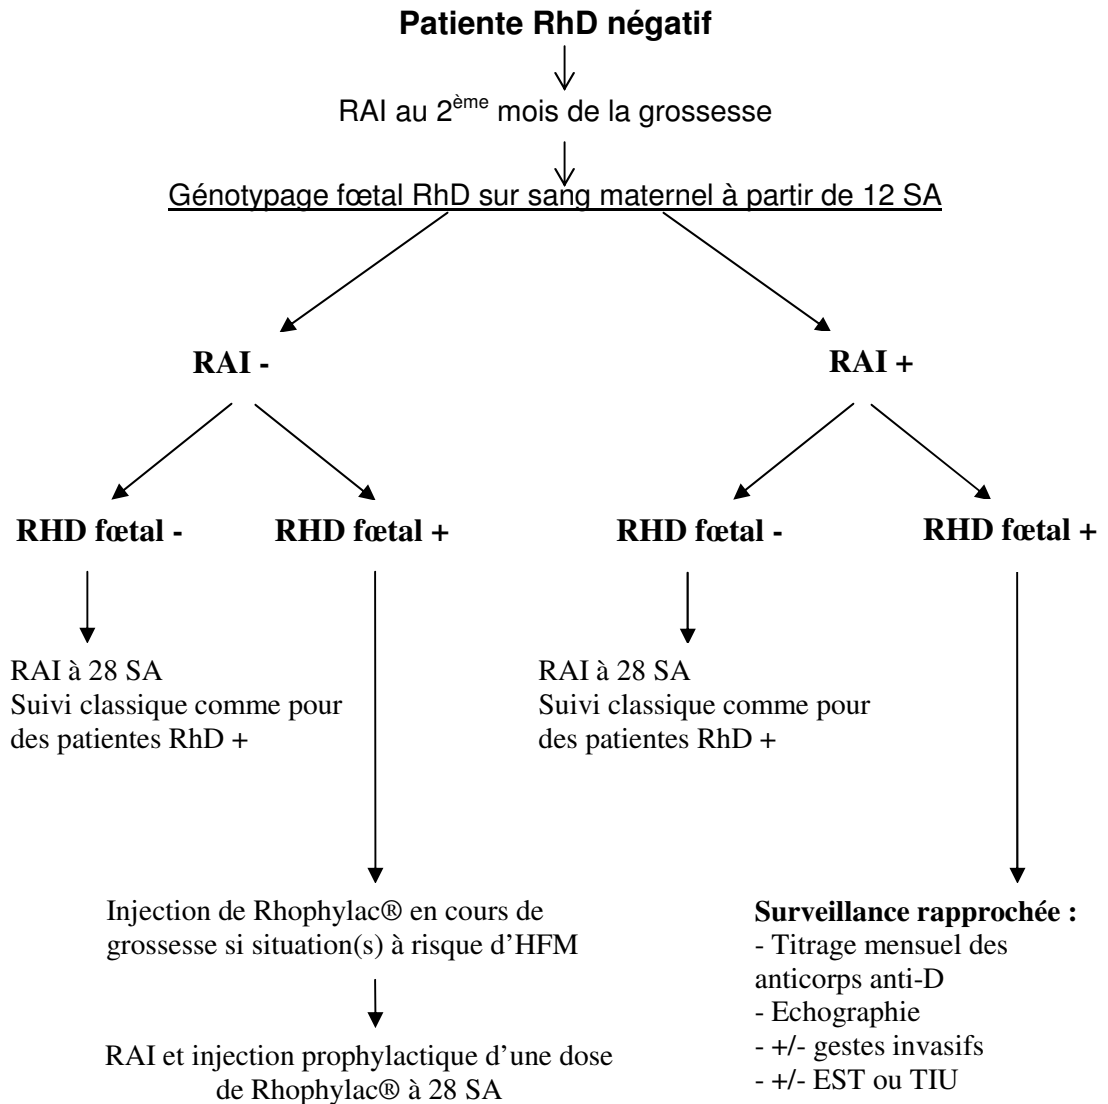 Patiente RhD négatif
RAI au 2ème mois de la grossesse
Génotypage fœtal RhD sur sang maternel à partir de 12 SA
RAI -
RAI +
RHD fœtal -
RHD fœtal +
RHD fœtal -
RHD fœtal +
RAI à 28 SA
Suivi classique comme pour
des patientes RhD +
RAI à 28 SA
Suivi classique comme pour
des patientes RhD +
Injection de Rhophylac® en cours de
grossesse si situation(s) à risque d'HFM
RAI et injection prophylactique d'une dose
de Rhophylac® à 28 SA
Surveillance rapprochée :
- Titrage mensuel des
anticorps anti-D
- Echographie
- +/- gestes invasifs
- +/- EST ou TIU